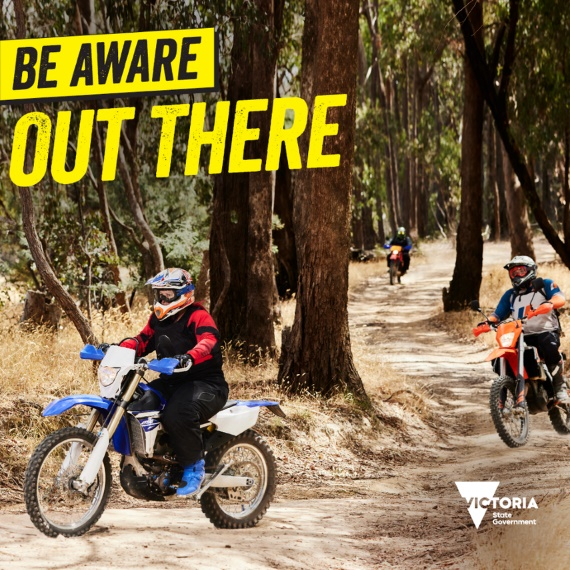 BE AWARE
OUT THERE
VICTORIA
State
Government